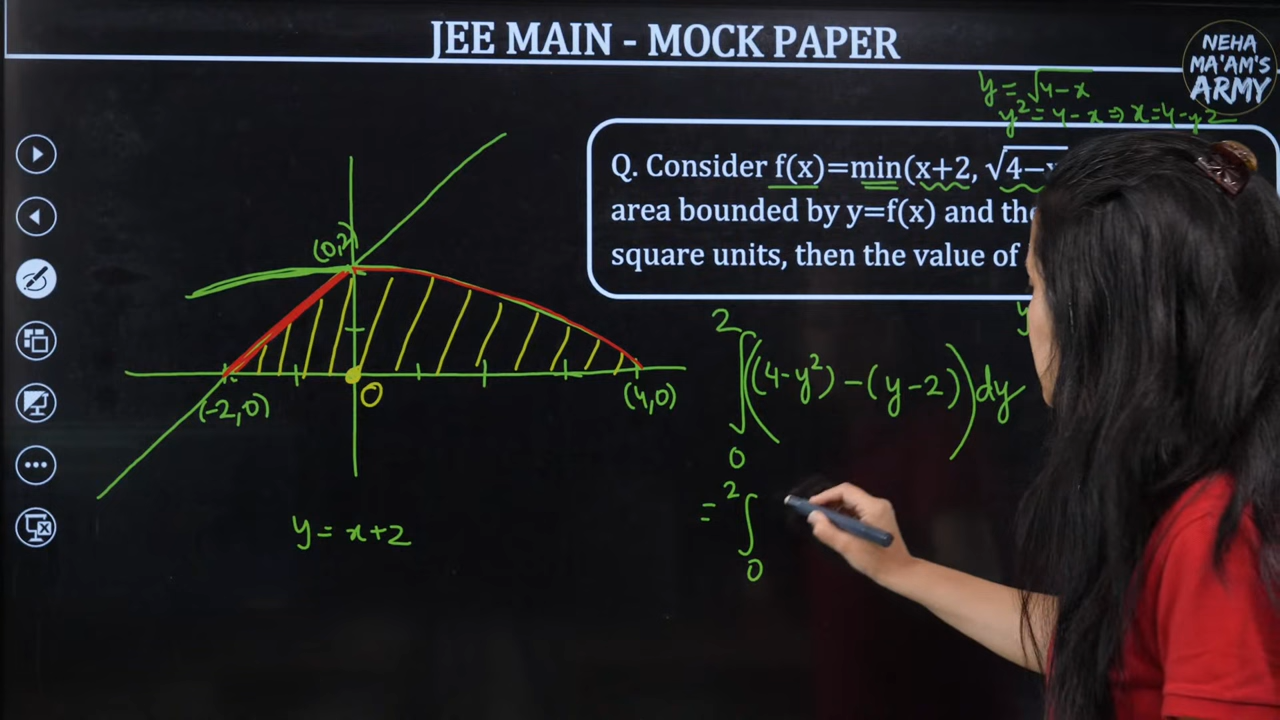 JEE MAIN - MOCK PAPER
NEHA
MA'AM'S
ARMY
y = √4-x
y² = 4-x ⇒ x = 4-y2
Q. Consider f(x)=min(x+2, √4-x
area bounded by y=f(x) and the
square units, then the value of
(0,2)
(-2,0)
O
(4,0)
y = x+2
2
∫((4-y²) - (y-2))dy
0
= 2
∫
0
y